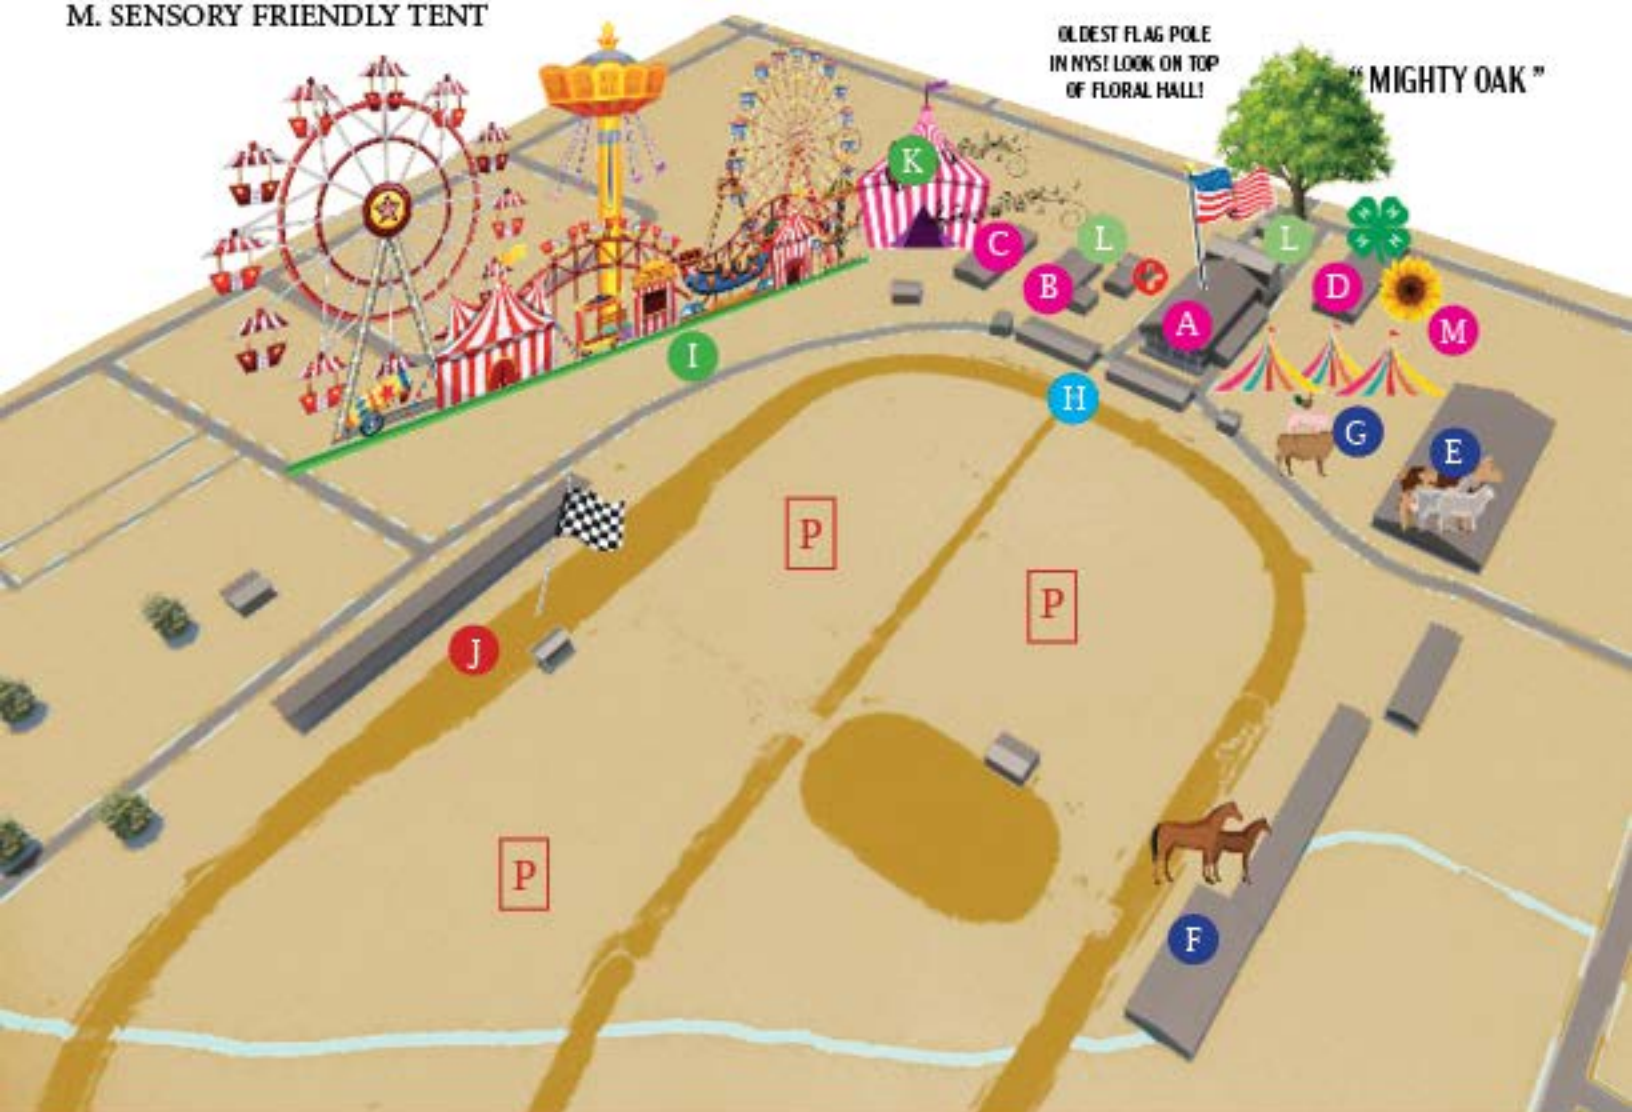 M. SENSORY FRIENDLY TENT
OLDEST FLAG POLE
IN NYS! LOOK ON TOP
OF FLORAL HALL!
“ MIGHTY OAK ”
K
C
L
L
B
D
A
M
I
H
G
E
P
P
J
P
F
H H
H H